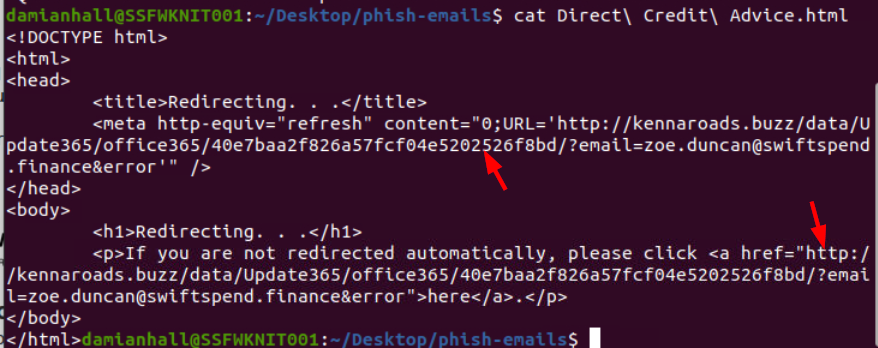 damianhall@SSFWKNIT001:~/Desktop/phish-emails$ cat Direct\ Credit\ Advice.html
<!DOCTYPE html>
<html>
<head>
        <title>Redirecting. . .</title>
        <meta http-equiv="refresh" content="0;URL='http://kennaroads.buzz/data/U
pdate365/office365/40e7baa2f826a57fcf04e5202526f8bd/?email=zoe.duncan@swiftspend
.finance&error'" />
</head>
<body>
        <h1>Redirecting. . .</h1>
        <p>If you are not redirected automatically, please click <a href="http:/
/kennaroads.buzz/data/Update365/office365/40e7baa2f826a57fcf04e5202526f8bd/?emai
l=zoe.duncan@swiftspend.finance&error">here</a>.</p>
</body>
</html>damianhall@SSFWKNIT001:~/Desktop/phish-emails$